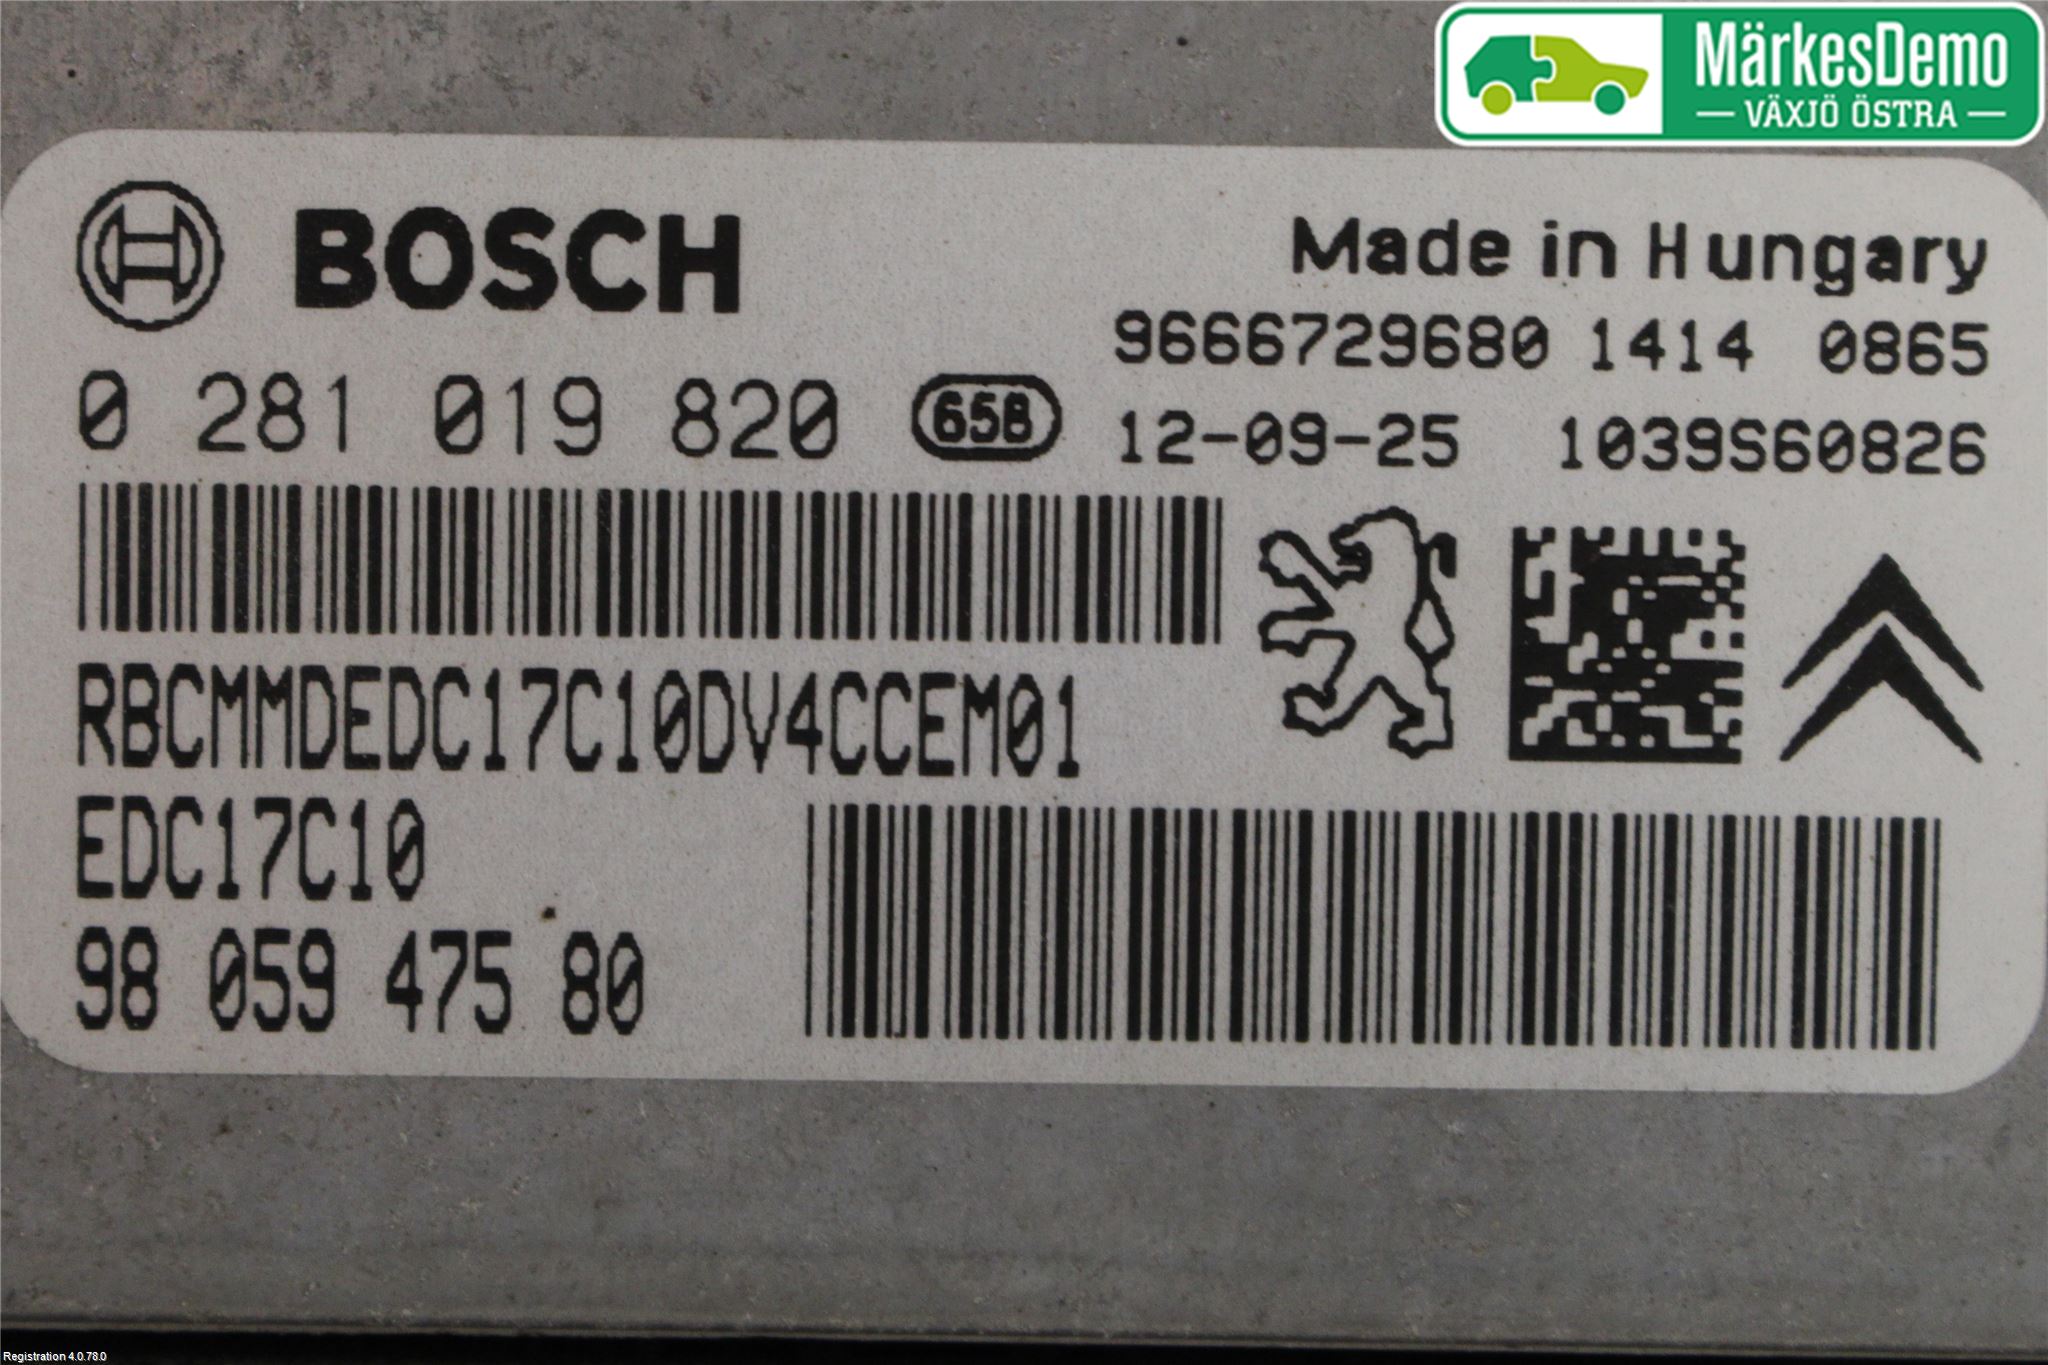 MärkesDemo
VÄXJÖ ÖSTRA
BOSCH
Made in Hungary
9666729680 1414 0865
0 281 019 820 65B
12-09-25 1039S60826
RBCMMDEDC17C10DV4CCEM01
EDC17C10
98 059 475 80
Registration 4.0.78.0